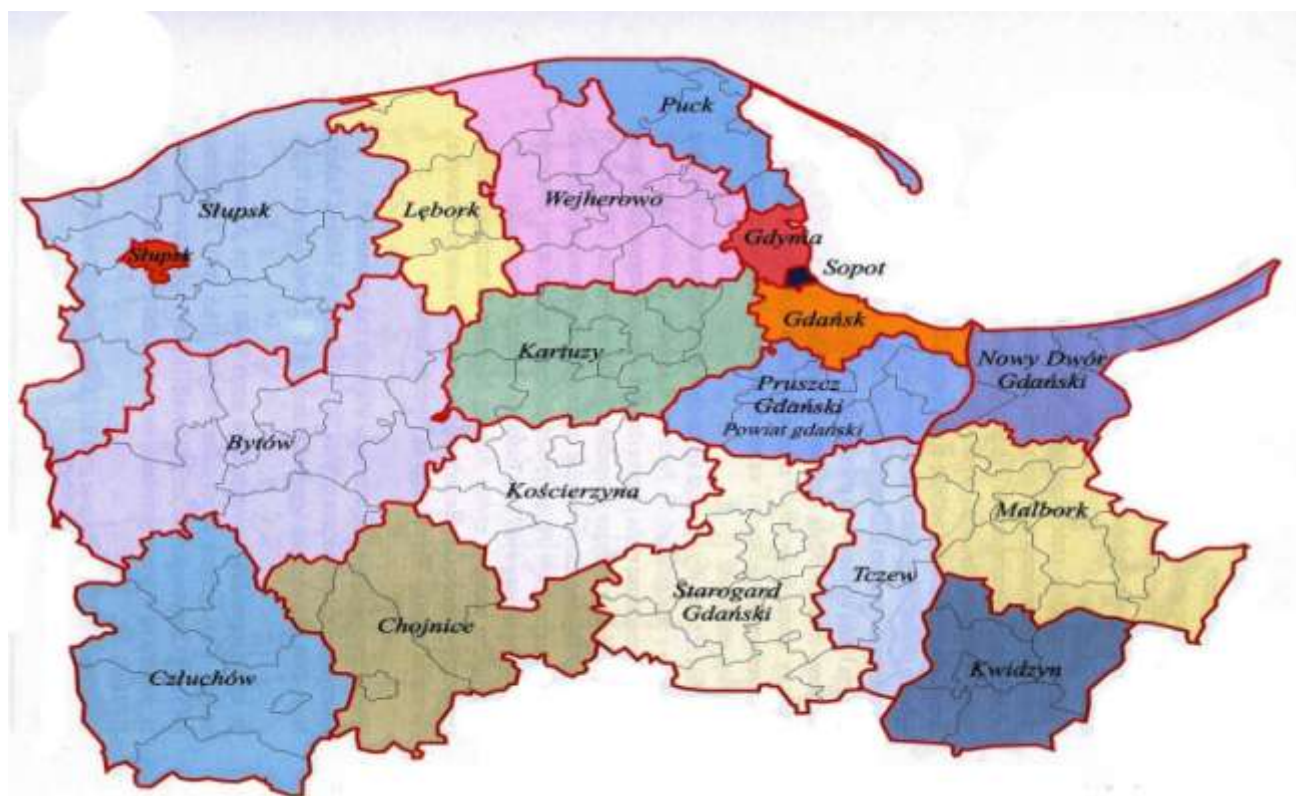 Puck
Słupsk
Lębork
Wejherowo
Gdynia
Słupsk
Sopot
Gdańsk
Kartuzy
Nowy Dwór
Gdański
Pruszcz
Gdański
Powiat gdański
Bytów
Kościerzyna
Malbork
Tczew
Starogard
Gdański
Chojnice
Człuchów
Kwidzyn